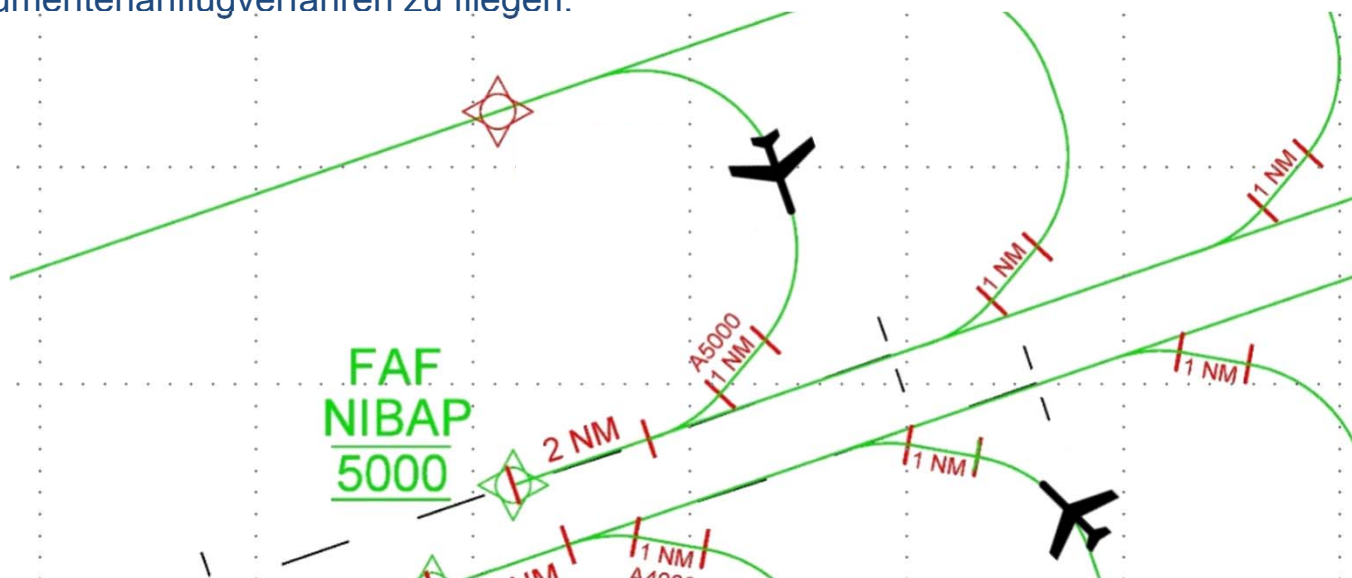 umentenanflugverfahren zu fliegen.
1 NM
1 NM
A5000
1 NM
FAF
NIBAP
5000
2 NM
1 NM
1 NM
1 NM
NM